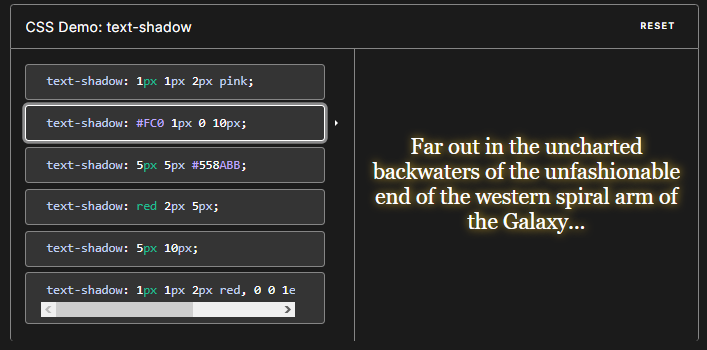 CSS Demo: text-shadow
RESET
text-shadow: 1px 1px 2px pink;
text-shadow: #FC0 1px 0 10px;
text-shadow: 5px 5px #558ABB;
text-shadow: red 2px 5px;
text-shadow: 5px 10px;
text-shadow: 1px 1px 2px red, 0 0 1e
Far out in the uncharted
backwaters of the unfashionable
end of the western spiral arm of
the Galaxy...